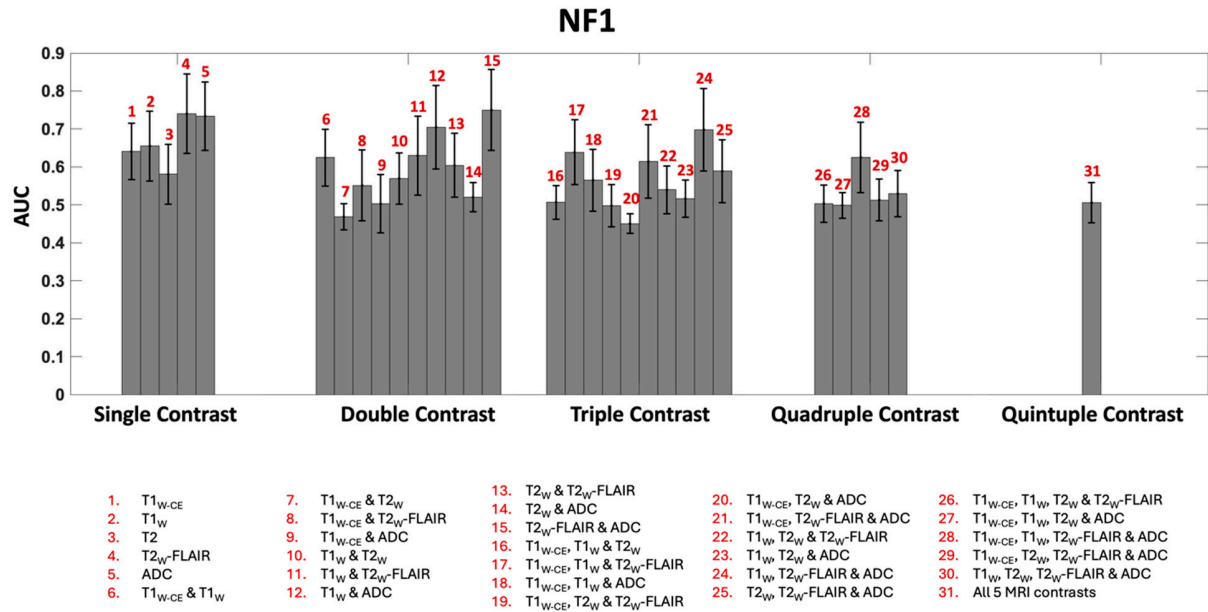 NF1
AUC
0.9
0.8
0.7
0.6
0.5
0.4
0.3
0.2
0.1
0
1
2
3
4
5
6
7
8
9
10
11
12
13
14
15
16
17
18
19
20
21
22
23
24
25
26
27
28
29
30
31
Single Contrast
Double Contrast
Triple Contrast
Quadruple Contrast
Quintuple Contrast
1. T1W-CE
2. T1W
3. T2
4. T2W-FLAIR
5. ADC
6. T1W-CE & T1W
7. T1W-CE & T2W
8. T1W-CE & T2W-FLAIR
9. T1W-CE & ADC
10. T1W & T2W
11. T1W & T2W-FLAIR
12. T1W & ADC
13. T2W & T2W-FLAIR
14. T2W & ADC
15. T2W-FLAIR & ADC
16. T1W-CE, T1W & T2W
17. T1W-CE, T1W & T2W-FLAIR
18. T1W-CE, T1W & ADC
19. T1W-CE, T2W & T2W-FLAIR
20. T1W-CE, T2W & ADC
21. T1W-CE, T2W-FLAIR & ADC
22. T1W, T2W & T2W-FLAIR
23. T1W, T2W & ADC
24. T1W, T2W-FLAIR & ADC
25. T2W, T2W-FLAIR & ADC
26. T1W-CE, T1W, T2W & T2W-FLAIR
27. T1W-CE, T1W, T2W & ADC
28. T1W-CE, T1W, T2W-FLAIR & ADC
29. T1W-CE, T2W, T2W-FLAIR & ADC
30. T1W, T2W, T2W-FLAIR & ADC
31. All 5 MRI contrasts